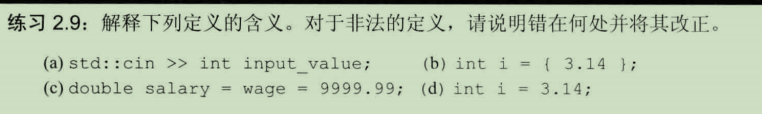 练习 2.9：解释下列定义的含义。对于非法的定义，请说明错在何处并将其改正。
(a) std::cin >> int input_value; (b) int i = { 3.14 };
(c) double salary = wage = 9999.99; (d) int i = 3.14;